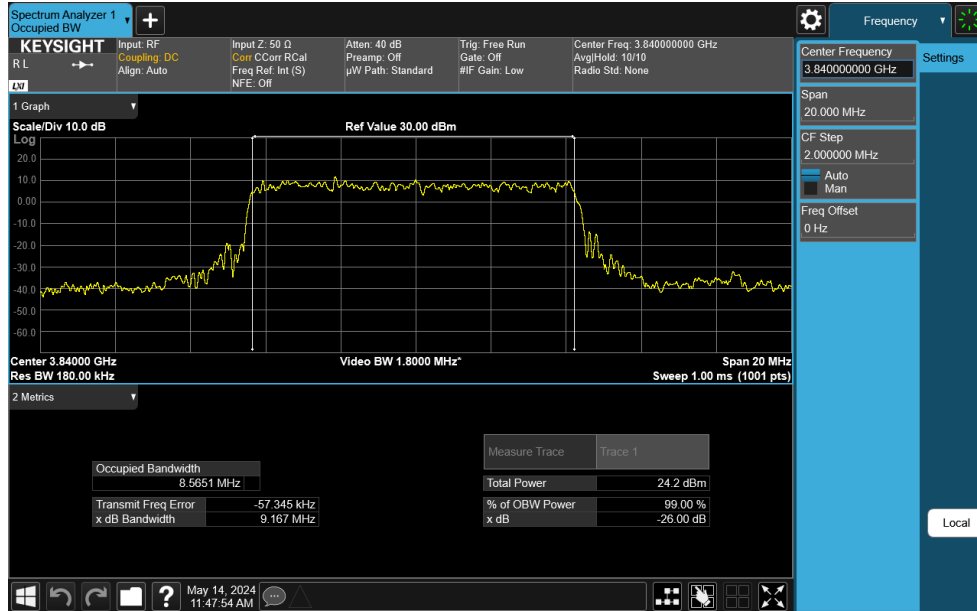 Spectrum Analyzer 1
Occupied BW
Frequency
KEYSIGHT
R L
LXI
Input: RF
Coupling: DC
Align: Auto
Input Z: 50 Ω
Corr CCorr RCal
Freq Ref: Int (S)
NFE: Off
Atten: 40 dB
Preamp: Off
µW Path: Standard
Trig: Free Run
Gate: Off
#IF Gain: Low
Center Freq: 3.840000000 GHz
Avg|Hold: 10/10
Radio Std: None
Center Frequency
3.840000000 GHz
Settings
Span
20.000 MHz
CF Step
2.000000 MHz
Auto
Man
Freq Offset
0 Hz
Local
1 Graph
Scale/Div 10.0 dB
Ref Value 30.00 dBm
Log
20.0
10.0
0.00
-10.0
-20.0
-30.0
-40.0
-50.0
-60.0
Center 3.84000 GHz
Video BW 1.8000 MHz*
Span 20 MHz
Res BW 180.00 kHz
Sweep 1.00 ms (1001 pts)
2 Metrics
Measure Trace
Trace 1
Occupied Bandwidth
8.5651 MHz
Total Power
24.2 dBm
Transmit Freq Error
-57.345 kHz
% of OBW Power
99.00 %
x dB Bandwidth
9.167 MHz
x dB
-26.00 dB
?
May 14, 2024
11:47:54 AM